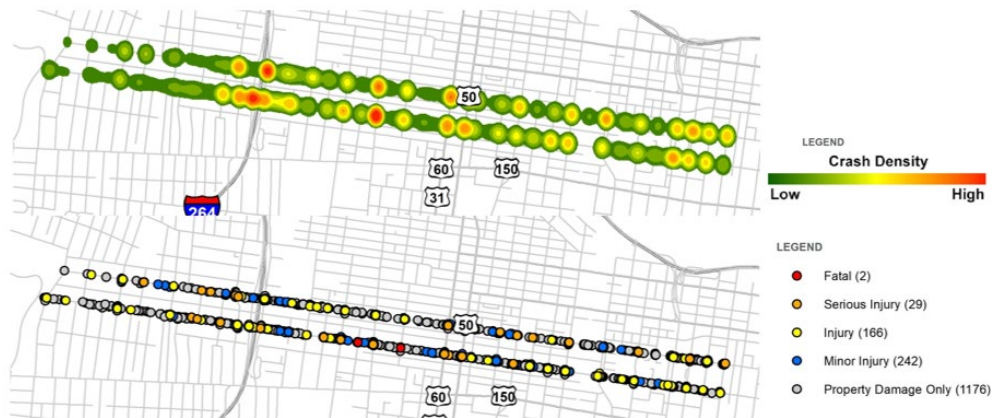 50
60
150
31
264
LEGEND
Crash Density
Low
High
50
60
150
LEGEND
Fatal (2)
Serious Injury (29)
Injury (166)
Minor Injury (242)
Property Damage Only (1176)